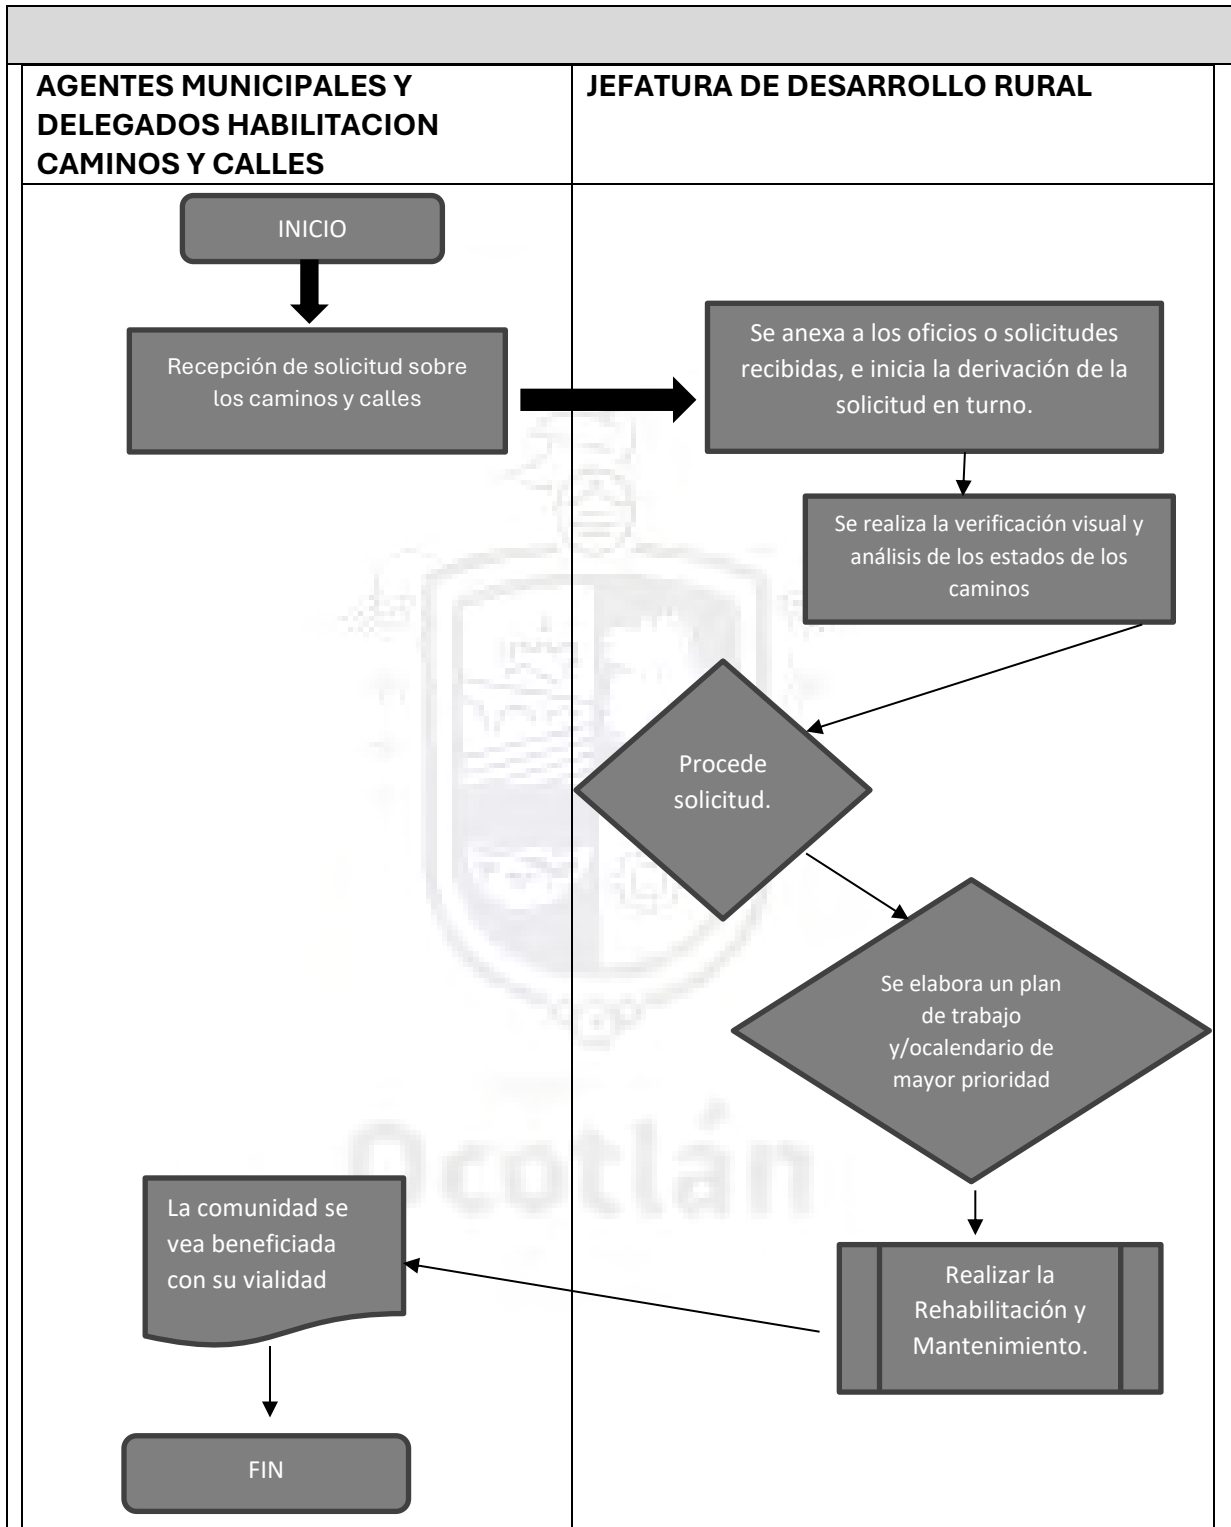 AGENTES MUNICIPALES Y
DELEGADOS HABILITACION
CAMINOS Y CALLES
JEFATURA DE DESARROLLO RURAL
INICIO
Recepción de solicitud sobre
los caminos y calles
Se anexa a los oficios o solicitudes
recibidas, e inicia la derivación de la
solicitud en turno.
Se realiza la verificación visual y
análisis de los estados de los
caminos
Procede
solicitud.
Se elabora un plan
de trabajo
y/ocalendario de
mayor prioridad
Ocotlán
Realizar la
Rehabilitación y
Mantenimiento.
La comunidad se
vea beneficiada
con su vialidad
FIN